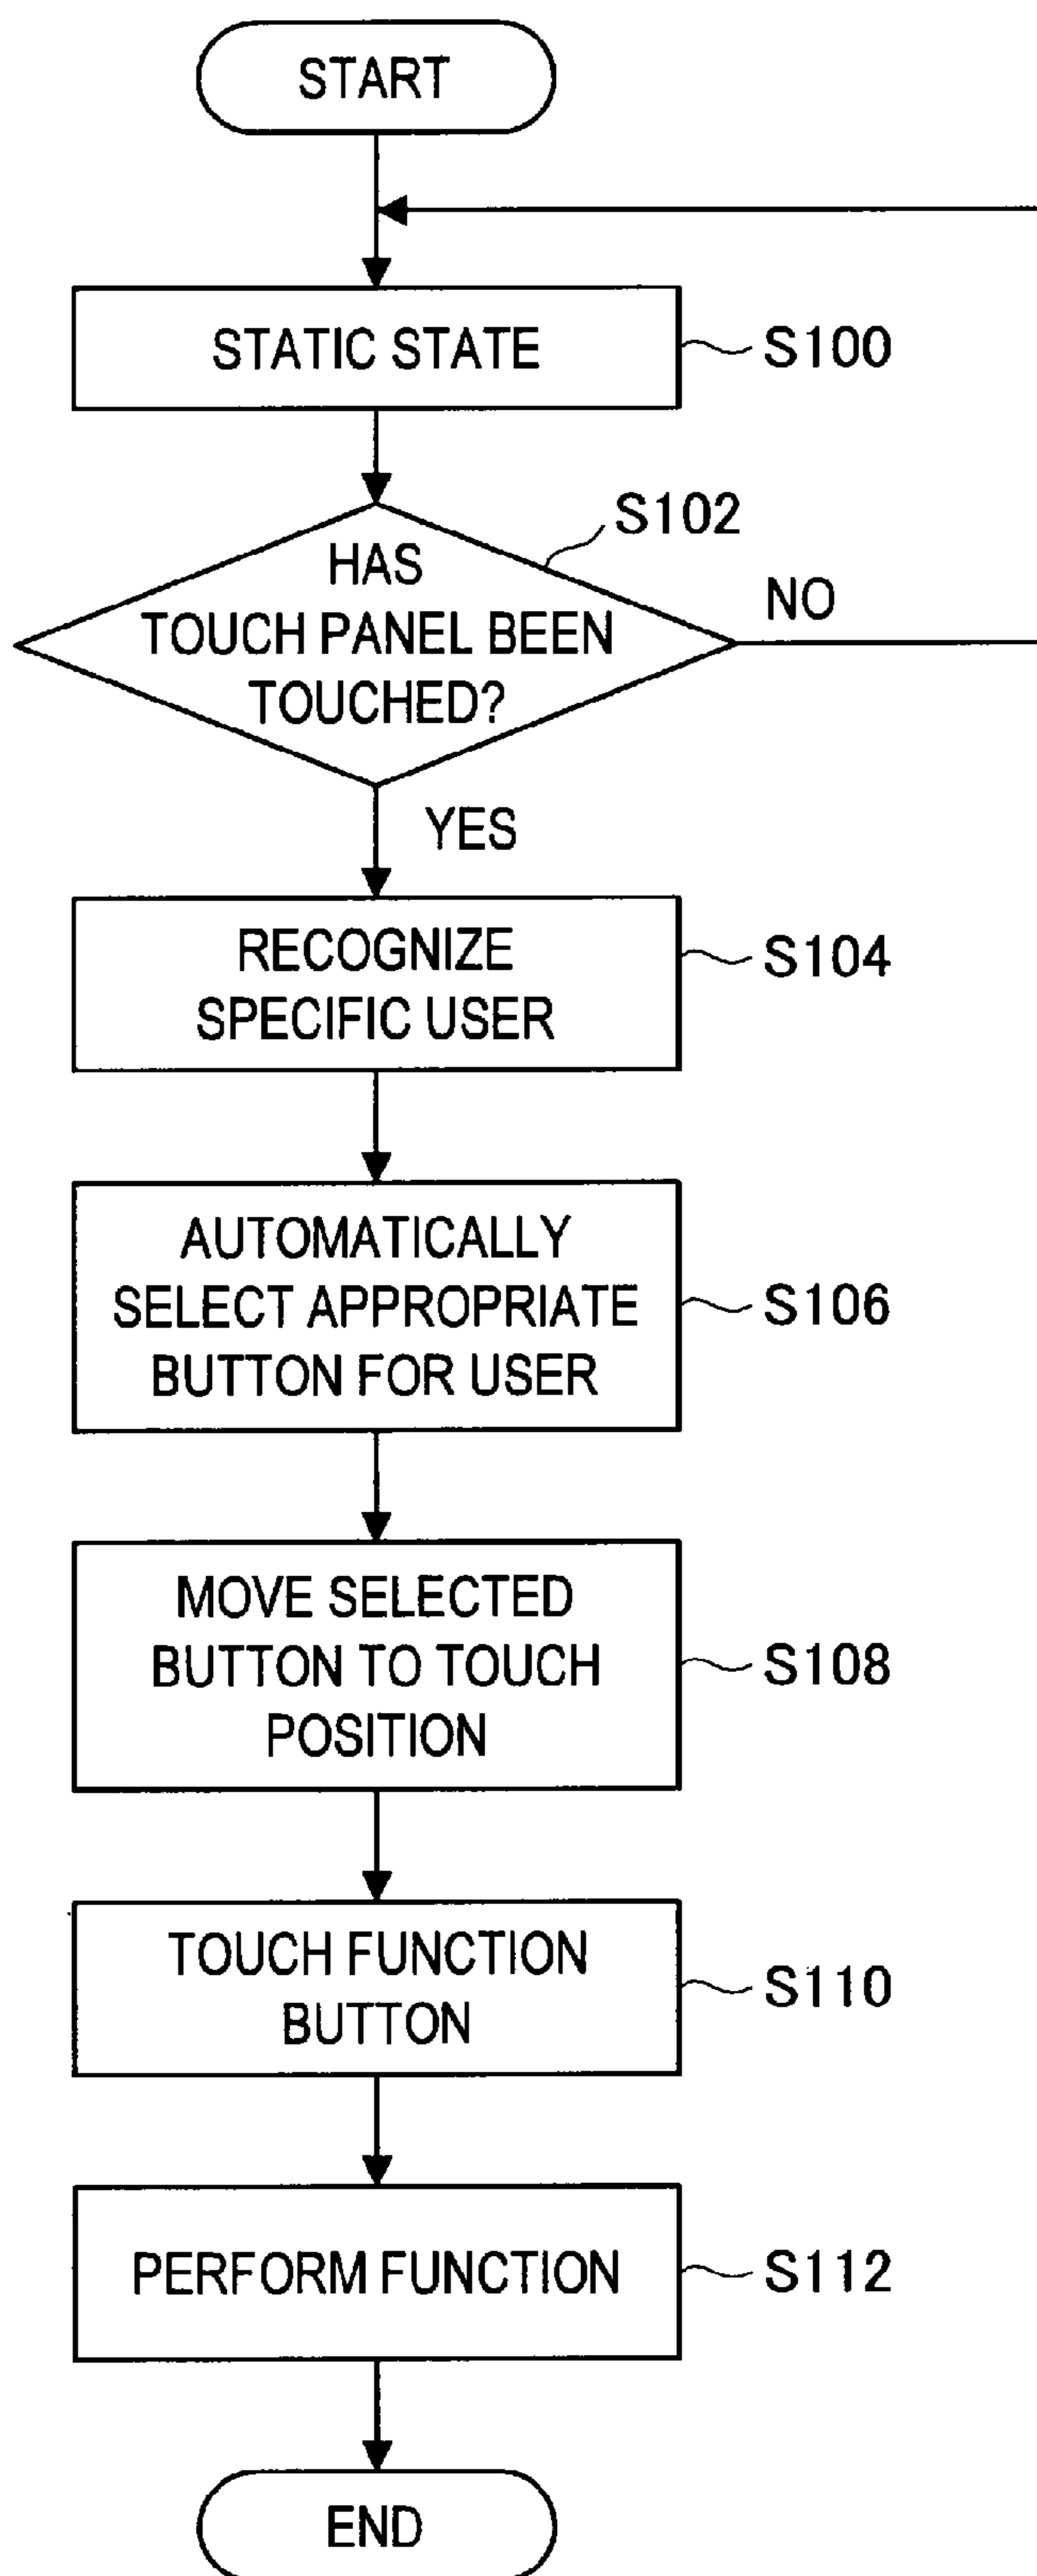 START
STATIC STATE
S100
S102
HAS
TOUCH PANEL BEEN
TOUCHED?
NO
YES
RECOGNIZE
SPECIFIC USER
S104
AUTOMATICALLY
SELECT APPROPRIATE
BUTTON FOR USER
S106
MOVE SELECTED
BUTTON TO TOUCH
POSITION
S108
TOUCH FUNCTION
BUTTON
S110
PERFORM FUNCTION
S112
END